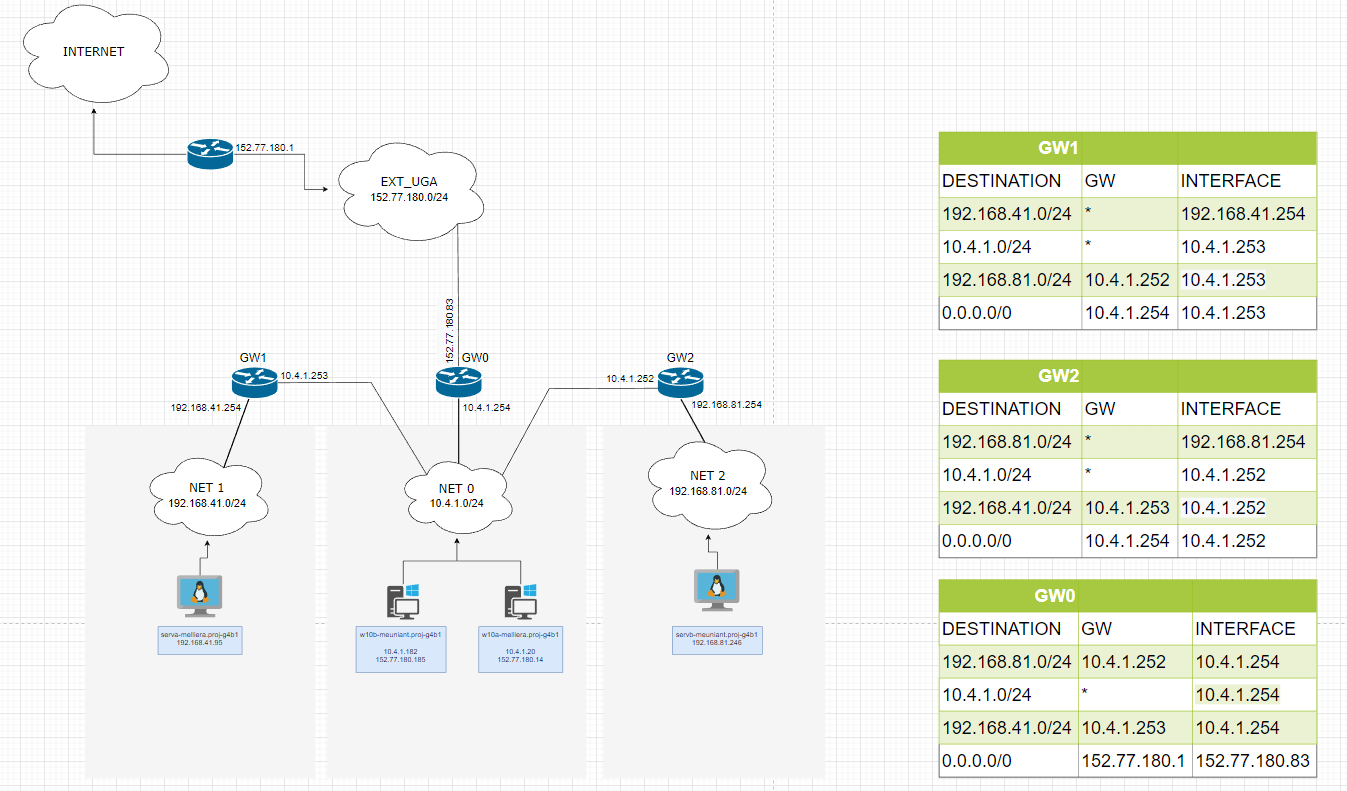 INTERNET
152.77.180.1
EXT_UGA
152.77.180.0/24
152.77.180.83
GW1
GW0
GW2
10.4.1.253
192.168.41.254
10.4.1.254
10.4.1.252
192.168.81.254
NET 1
192.168.41.0/24
NET 0
10.4.1.0/24
NET 2
192.168.81.0/24
serva-melliera.proj-g4b1
192.168.41.95
w10b-meuniant.proj-g4b1
10.4.1.182
152.77.180.185
w10a-melliera.proj-g4b1
10.4.1.20
152.77.180.14
servb-meuniant.proj-g4b1
192.168.81.246
GW1
DESTINATION GW INTERFACE
192.168.41.0/24 * 192.168.41.254
10.4.1.0/24 * 10.4.1.253
192.168.81.0/24 10.4.1.252 10.4.1.253
0.0.0.0/0 10.4.1.254 10.4.1.253
GW2
DESTINATION GW INTERFACE
192.168.81.0/24 * 192.168.81.254
10.4.1.0/24 * 10.4.1.252
192.168.41.0/24 10.4.1.253 10.4.1.252
0.0.0.0/0 10.4.1.254 10.4.1.252
GW0
DESTINATION GW INTERFACE
192.168.81.0/24 10.4.1.252 10.4.1.254
10.4.1.0/24 * 10.4.1.254
192.168.41.0/24 10.4.1.253 10.4.1.254
0.0.0.0/0 152.77.180.1 152.77.180.83